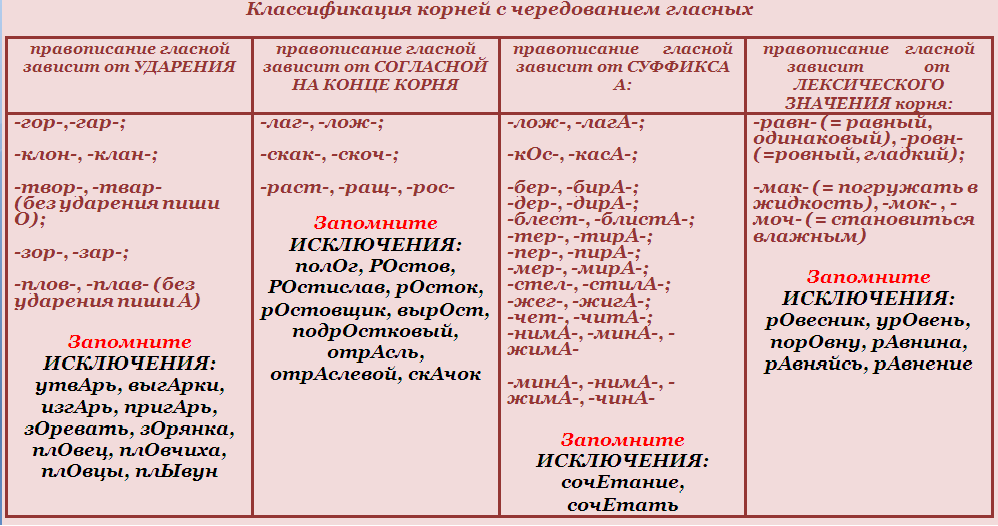 Классификация корней с чередованием гласных
правописание гласной
зависит от УДАРЕНИЯ
правописание гласной
зависит от СОГЛАСНОЙ
НА КОНЦЕ КОРНЯ
правописание гласной
зависит от СУФФИКСА
А:
правописание гласной
зависит от
ЛЕКСИЧЕСКОГО
ЗНАЧЕНИЯ корня:
-гор-,-гар-;
-клон-, -клан-;
-твор-, -твар-
(без ударения пиши
О);
-зор-, -зар-;
-плов-, -плав- (без
ударения пиши А)
Запомните
ИСКЛЮЧЕНИЯ:
утвАрь, выгАрки,
изгАрь, пригАрь,
зОревать, зОрянка,
плОвец, плОвчиха,
плОвцы, плЫвун
-лаг-, -лож-;
-скак-, -скоч-;
-раст-, -ращ-, -рос-
Запомните
ИСКЛЮЧЕНИЯ:
полОг, РОстов,
РОстислав, рОсток,
рОстовщик, вырОст,
подрОстковый,
отрАсль,
отрАслевой, скАчок
-лож-, -лагА-;
-кОс-, -касА-;
-бер-, -бирА-;
-дер-, -дирА-;
-блест-, -блистА-;
-тер-, -тирА-;
-пер-, -пирА-;
-мер-, -мирА-;
-стел-, -стилА-;
-жег-, -жигА-;
-чет-, -читА-;
-нимА-, -минА-, -
жимА-
-минА-, -нимА-, -
жимА-, -чинА-
Запомните
ИСКЛЮЧЕНИЯ:
сочЕтание,
сочЕтать
-равн- (= равный,
одинаковый), -ровн-
(=ровный, гладкий);
-мак- (= погружать в
жидкость), -мок- , -
моч- (= становиться
влажным)
Запомните
ИСКЛЮЧЕНИЯ:
рОвесник, урОвень,
порОвну, рАвнина,
рАвняйсь, рАвнение